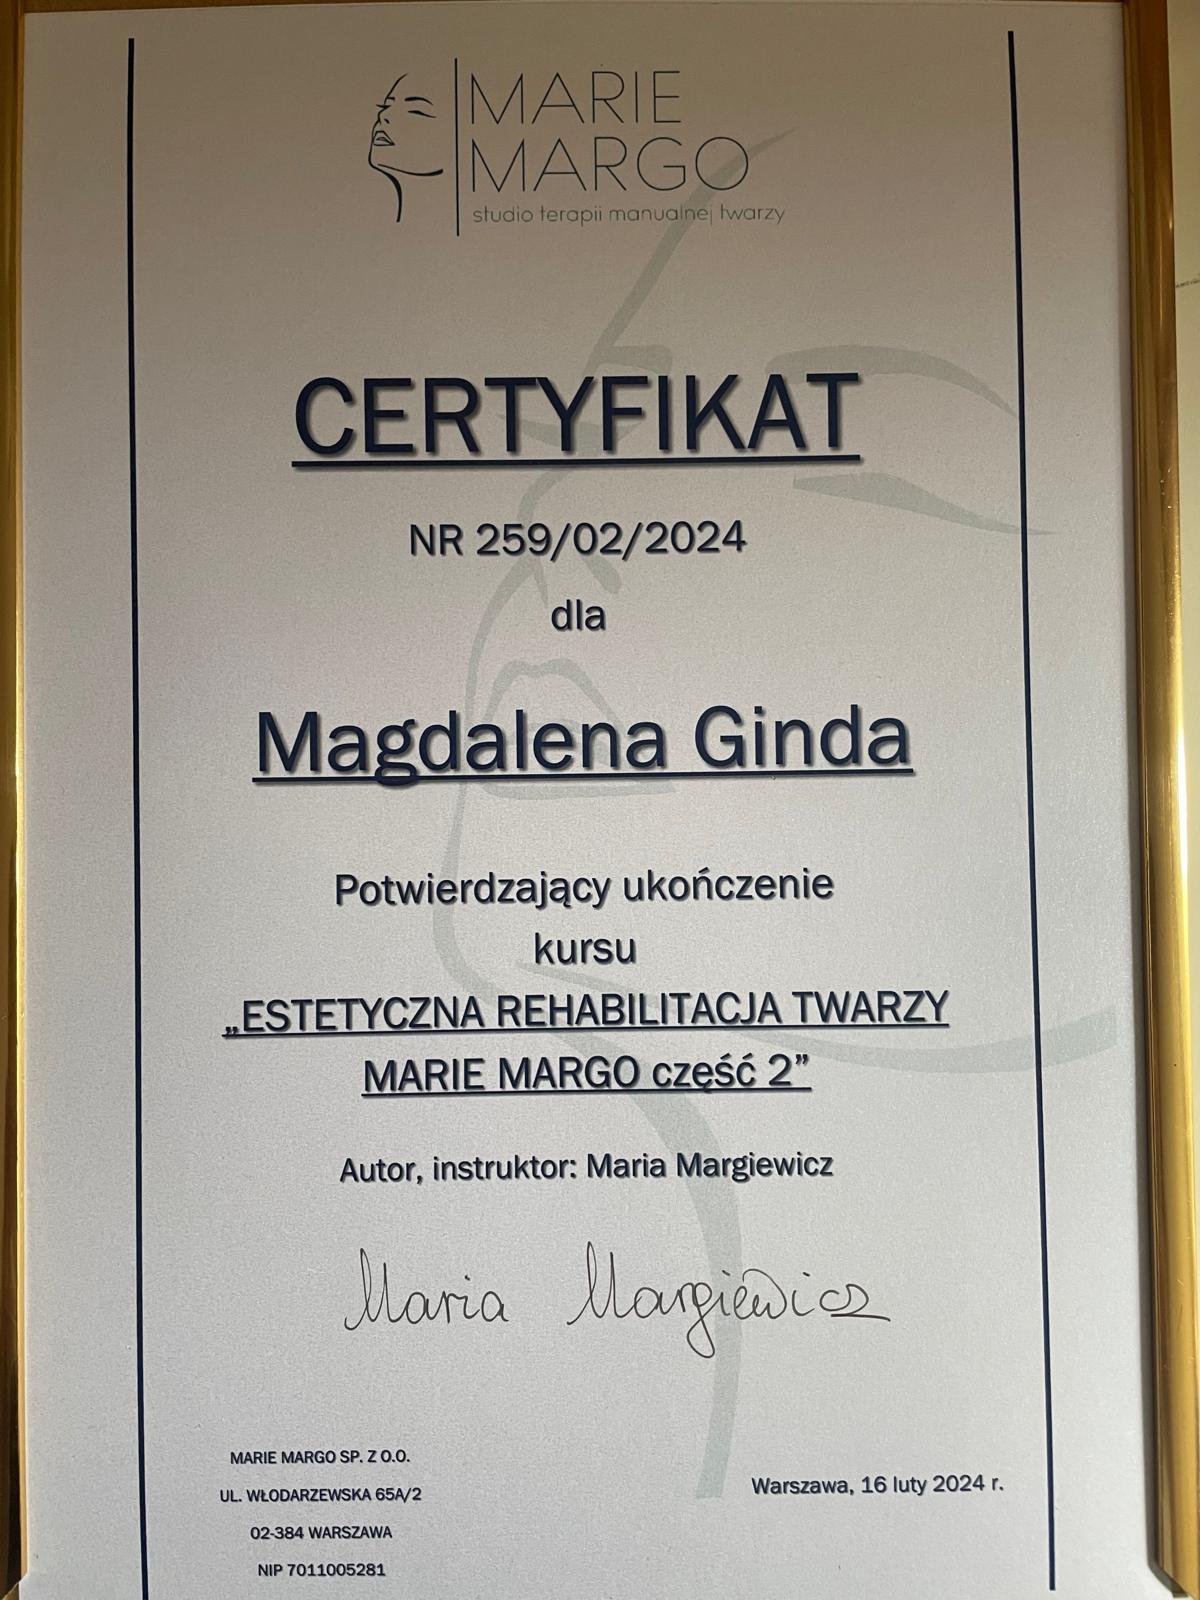 MARIE
MARGO
studio terapii manualnej twarzy
CERTYFIKAT
NR 259/02/2024
dla
Magdalena Ginda
Potwierdzający ukończenie
kursu
„ESTETYCZNA REHABILITACJA TWARZY
MARIE MARGO część 2”
Autor, instruktor: Maria Margiewicz
Maria Margiewicz
MARIE MARGO SP. Z O.O.
UL. WŁODARZEWSKA 65A/2
02-384 WARSZAWA
NIP 7011005281
Warszawa, 16 luty 2024 r.